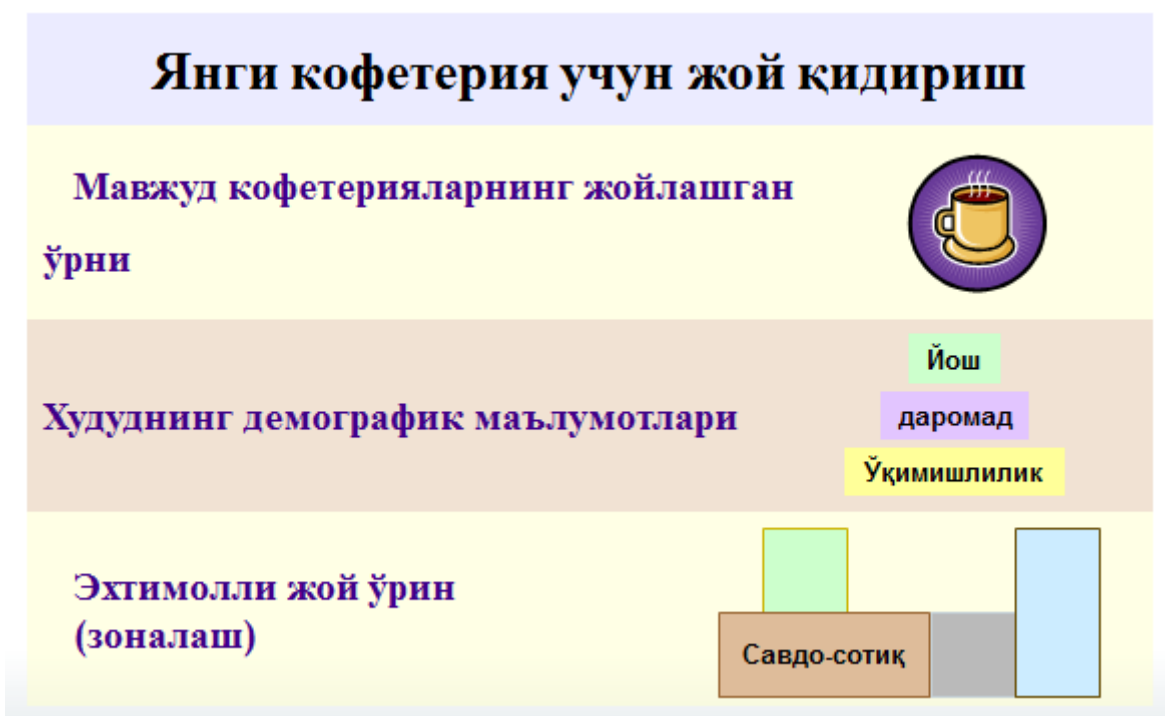 Янги кофетерия учун жой қидириш
Мавжуд кофетерияларнинг жойлашган
ўрни
Худуднинг демографик маълумотлари
Йош
даромад
Ўқимишлилик
Эхтимолли жой ўрин
(зоналаш)
Савдо-сотиқ